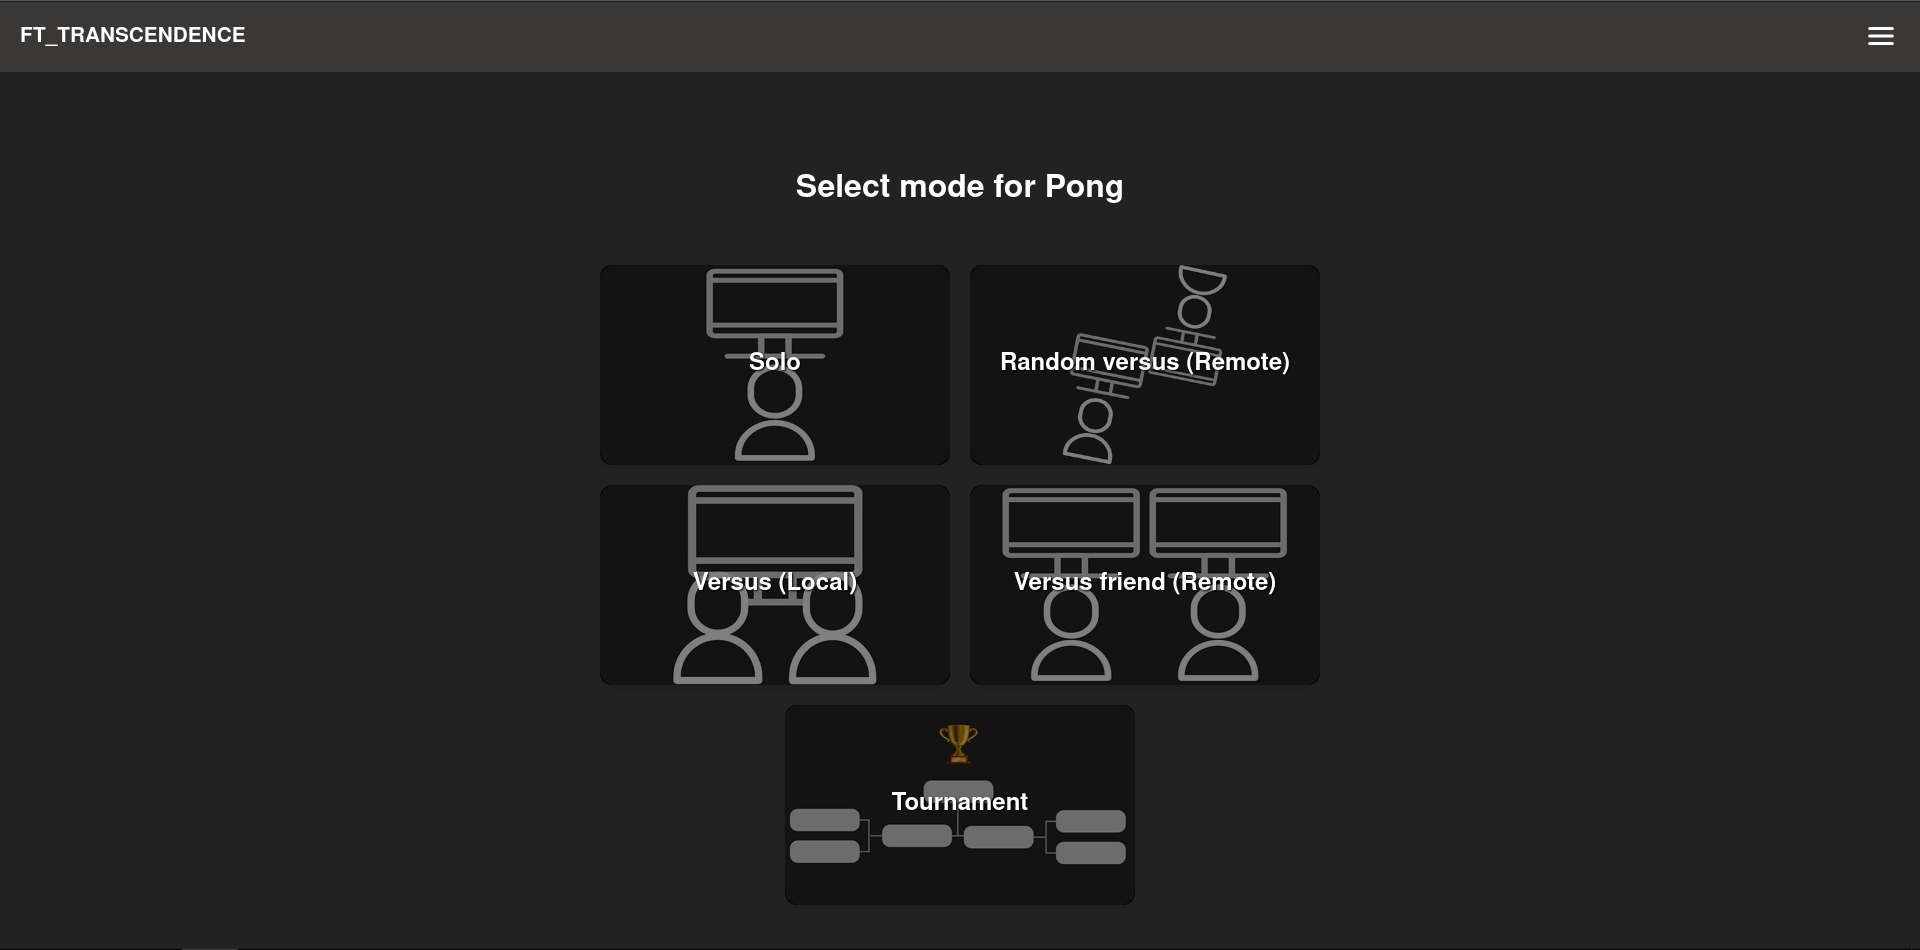 FT_TRANSCENDENCE
Select mode for Pong
Solo
Random versus (Remote)
Versus (Local)
Versus friend (Remote)
Tournament